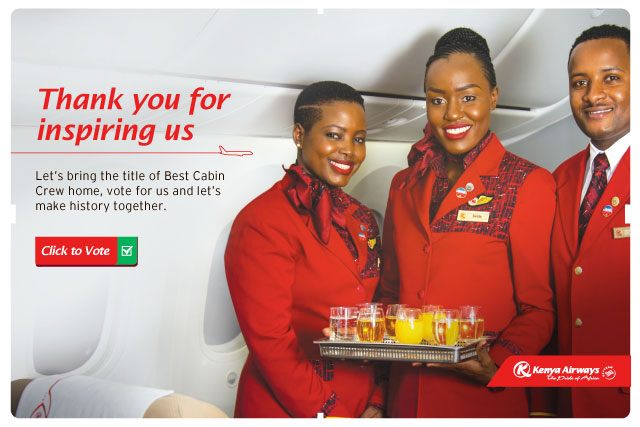 Thank you for
inspiring us
Let's bring the title of Best Cabin
Crew home, vote for us and let's
make history together.
Click to Vote
Kenya Airways
The Pride of Africa